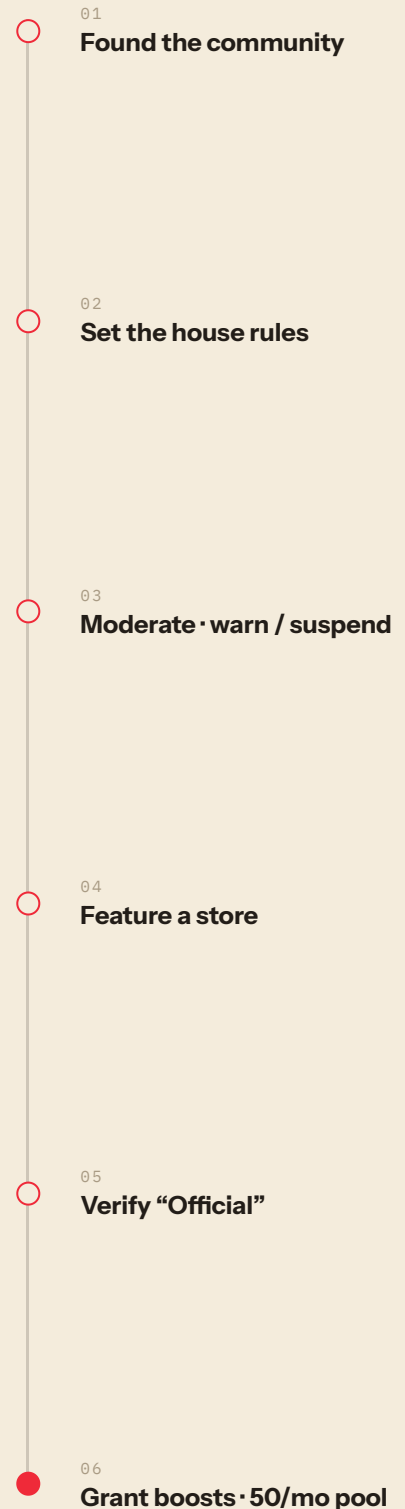 01
Found the community
02
Set the house rules
03
Moderate · warn / suspend
04
Feature a store
05
Verify “Official”
06
Grant boosts · 50/mo pool